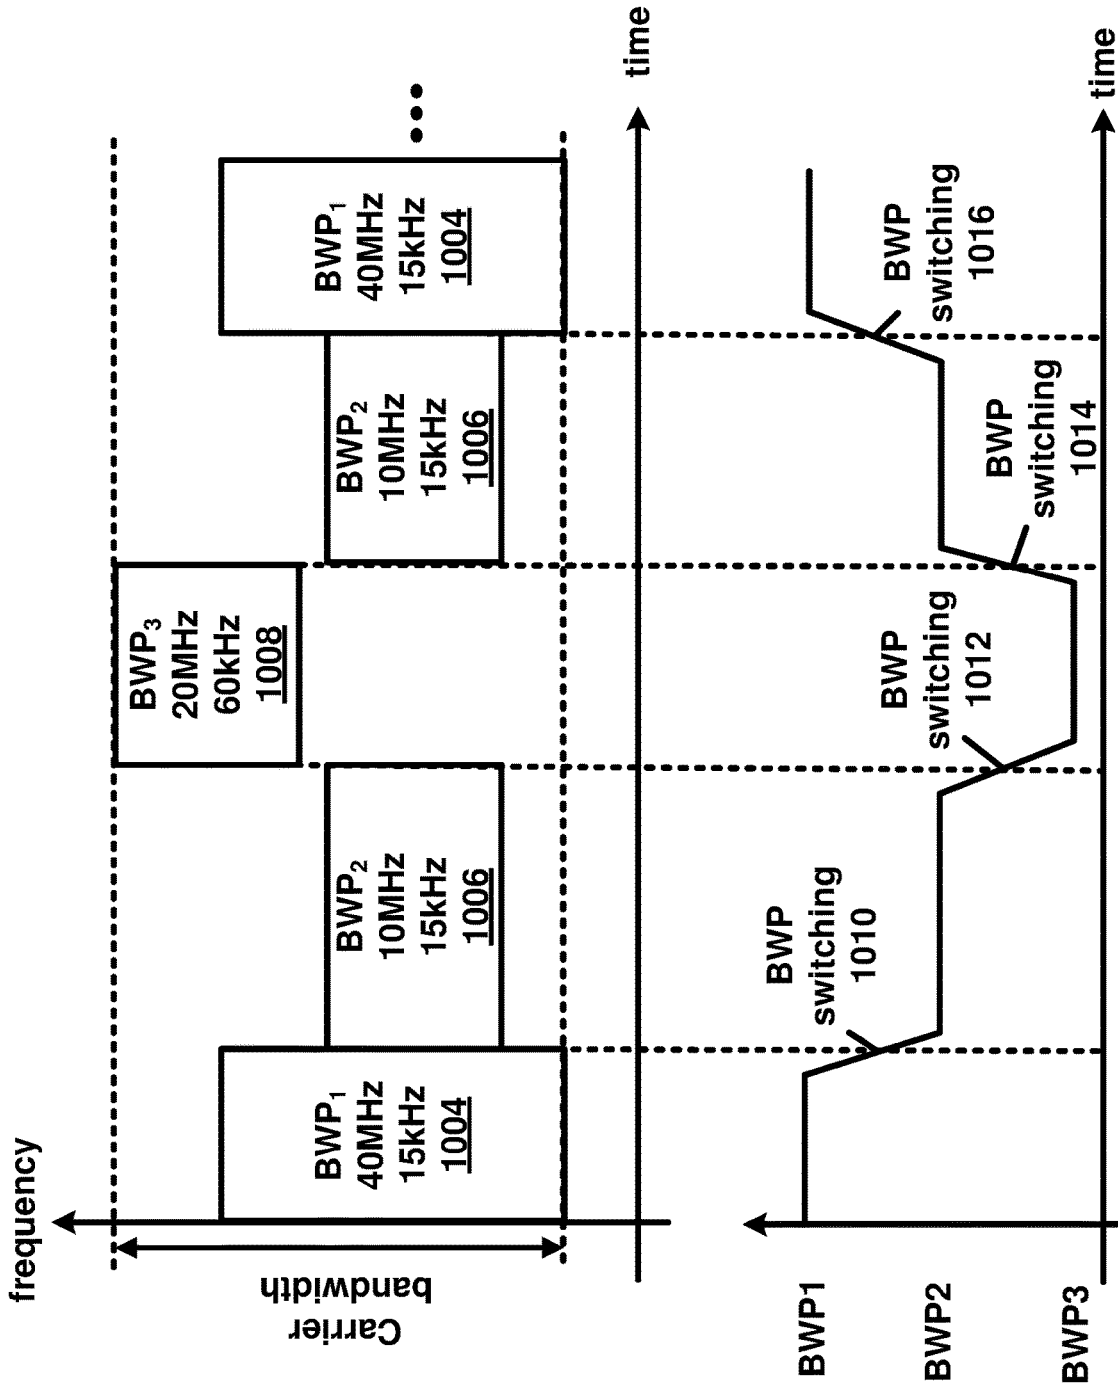 frequency
Carrier
bandwidth
BWP1
40MHz
15kHz
1004
BWP2
10MHz
15kHz
1006
BWP3
20MHz
60kHz
1008
BWP2
10MHz
15kHz
1006
BWP1
40MHz
15kHz
1004
time
BWP1
BWP2
BWP3
BWP
switching
1010
BWP
switching
1012
BWP
switching
1014
BWP
switching
1016
time